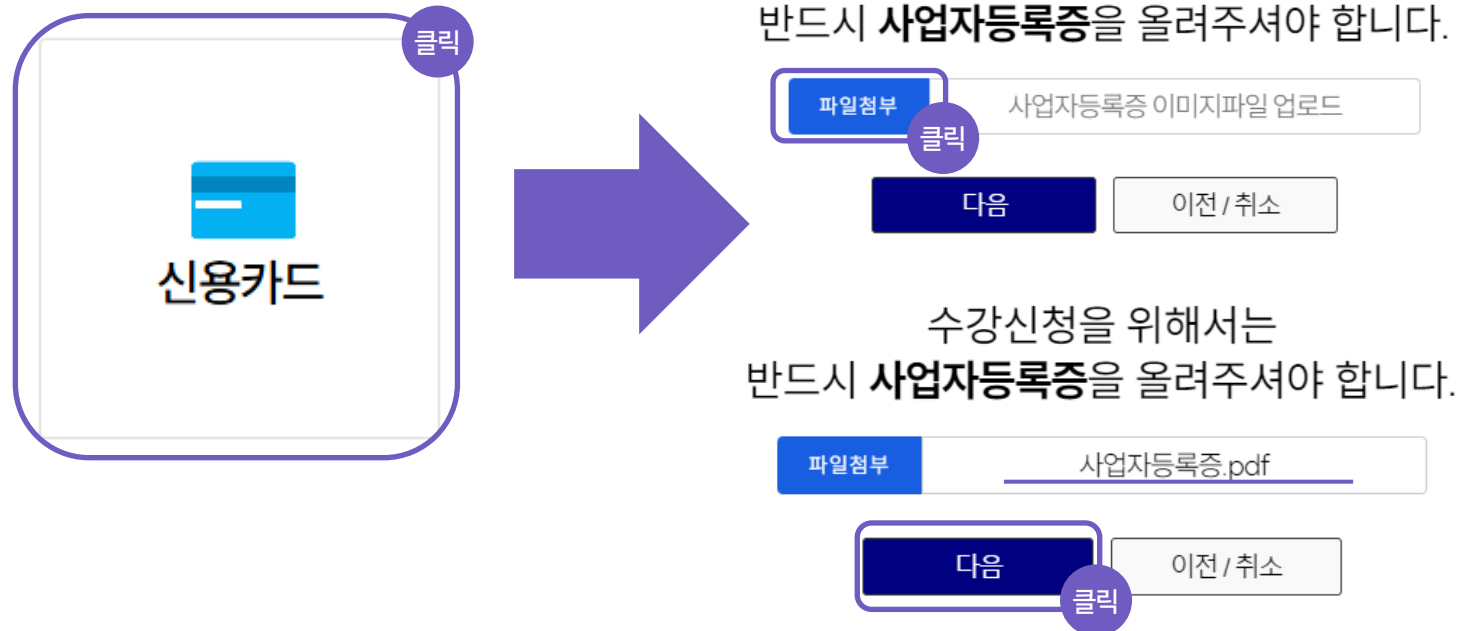 클릭
신용카드
반드시 사업자등록증을 올려주셔야 합니다.
파일첨부 사업자등록증 이미지파일 업로드
클릭
다음 이전 / 취소
수강신청을 위해서는
반드시 사업자등록증을 올려주셔야 합니다.
파일첨부 사업자등록증.pdf
다음 이전 / 취소
클릭